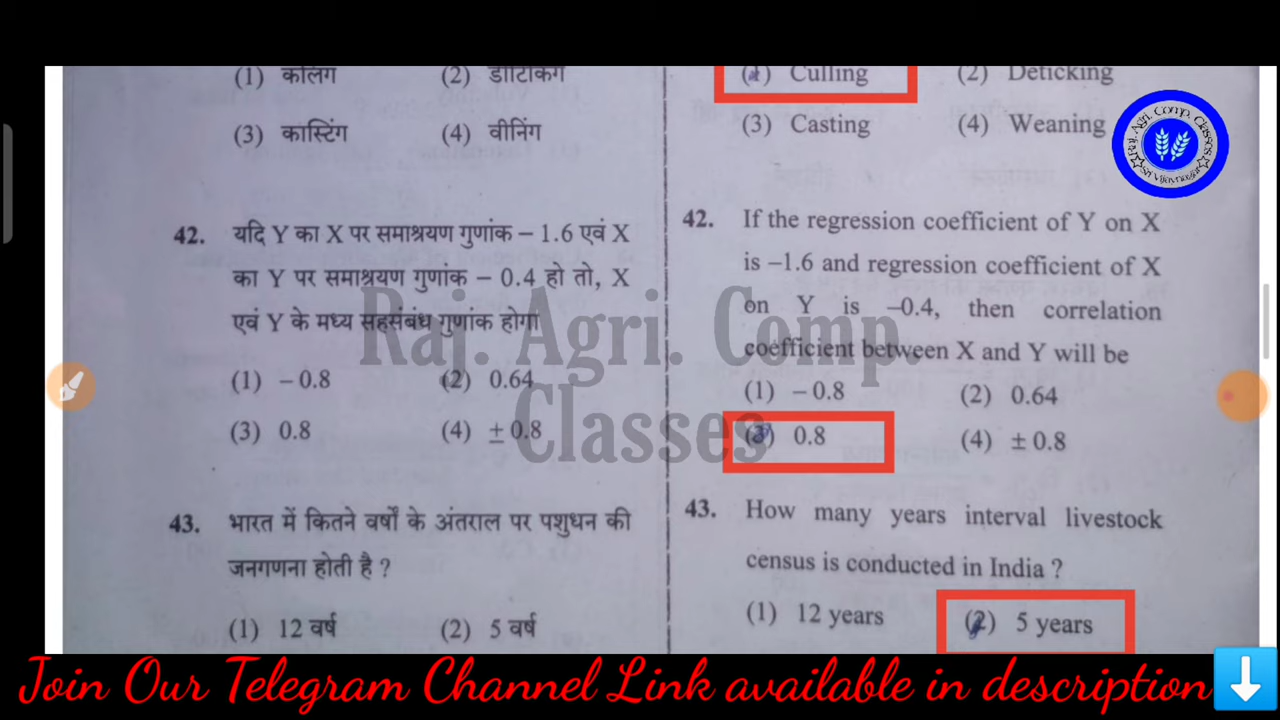 (1) कलिंग
(2) डीटिकिंग
(3) कास्टिंग
(4) वीनिंग
42. यदि Y का X पर समाश्रयण गुणांक – 1.6 एवं X
का Y पर समाश्रयण गुणांक – 0.4 हो तो, X
एवं Y के मध्य सहसंबंध गुणांक होगा
(1) – 0.8
(2) 0.64
(3) 0.8
(4) ± 0.8
43. भारत में कितने वर्षों के अंतराल पर पशुधन की
जनगणना होती है ?
(1) 12 वर्ष
(2) 5 वर्ष
(1) Culling
(2) Deticking
(3) Casting
(4) Weaning
42. If the regression coefficient of Y on X
is –1.6 and regression coefficient of X
on Y is –0.4, then correlation
coefficient between X and Y will be
(1) – 0.8
(2) 0.64
(3) 0.8
(4) ± 0.8
43. How many years interval livestock
census is conducted in India ?
(1) 12 years
(2) 5 years
Raj. Agri. Comp.
Classes
Raj. Agri. Comp. Classes
Sri Vijaynagar
Join Our Telegram Channel Link available in description